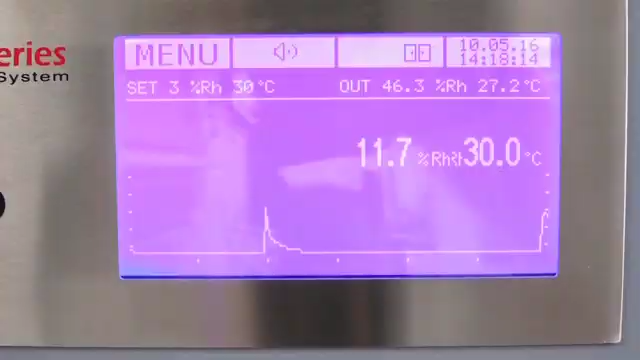 eries
System
MENU
10.05.16
14:18:14
SET 3 %Rh 30°C
OUT 46.3 %Rh 27.2°C
11.7 %Rh 30.0 °C